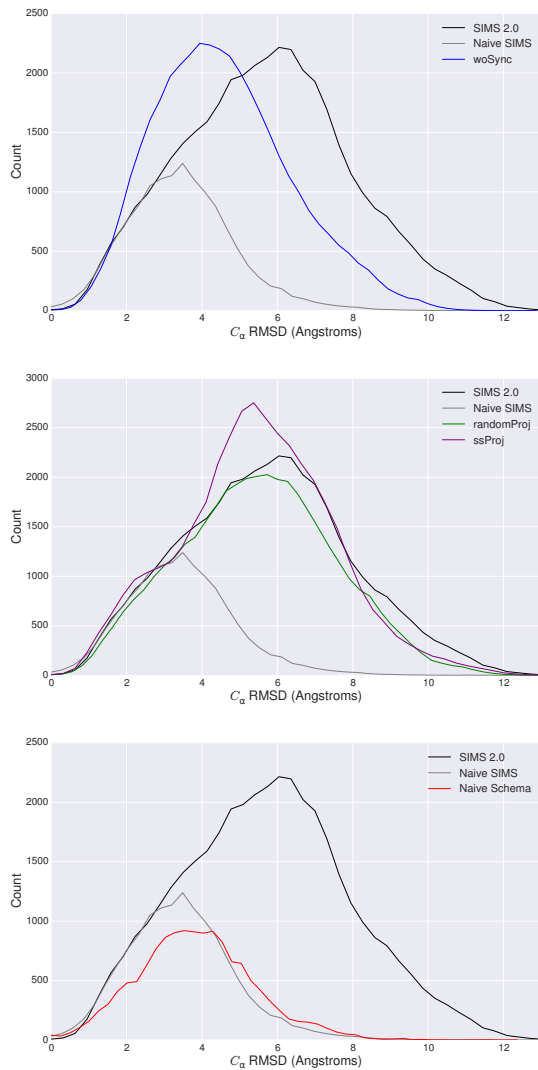 2500
2000
1500
1000
500
0
Count
SIMS 2.0
Naive SIMS
woSync
0 2 4 6 8 10 12
Cα RMSD (Angstroms)
3000
2500
2000
1500
1000
500
0
Count
SIMS 2.0
Naive SIMS
randomProj
ssProj
0 2 4 6 8 10 12
Cα RMSD (Angstroms)
2500
2000
1500
1000
500
0
Count
SIMS 2.0
Naive SIMS
Naive Schema
0 2 4 6 8 10 12
Cα RMSD (Angstroms)